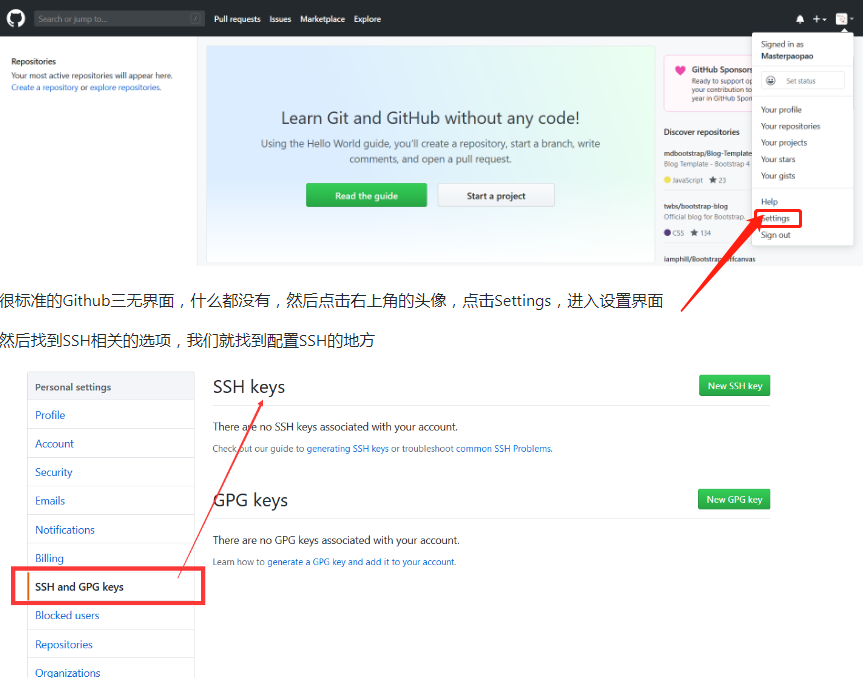 Search or jump to...
/
Pull requests
Issues
Marketplace
Explore
Signed in as
Masterpaopao
Set status
Your profile
Your repositories
Your projects
Your stars
Your gists
Help
Settings
Sign out
Repositories
Your most active repositories will appear here.
Create a repository or explore repositories.
Learn Git and GitHub without any code!
Using the Hello World guide, you'll create a repository, start a branch, write
comments, and open a pull request.
Read the guide
Start a project
GitHub Sponsors
Ready to support op
your contribution to
year in GitHub Spon
Discover repositories
mdbootstrap/Blog-Template
Blog Template - Bootstrap 4
JavaScript
23
twbs/bootstrap-blog
Official blog for Bootstrap.
CSS
134
iamphill/Bootstrap-Offcanvas
很标准的Github三无界面，什么都没有，然后点击右上角的头像，点击Settings，进入设置界面
然后找到SSH相关的选项，我们就找到配置SSH的地方
Personal settings
Profile
Account
Security
Emails
Notifications
Billing
SSH and GPG keys
Blocked users
Repositories
Organizations
SSH keys
New SSH key
There are no SSH keys associated with your account.
Check out our guide to generating SSH keys or troubleshoot common SSH Problems.
GPG keys
New GPG key
There are no GPG keys associated with your account.
Learn how to generate a GPG key and add it to your account.